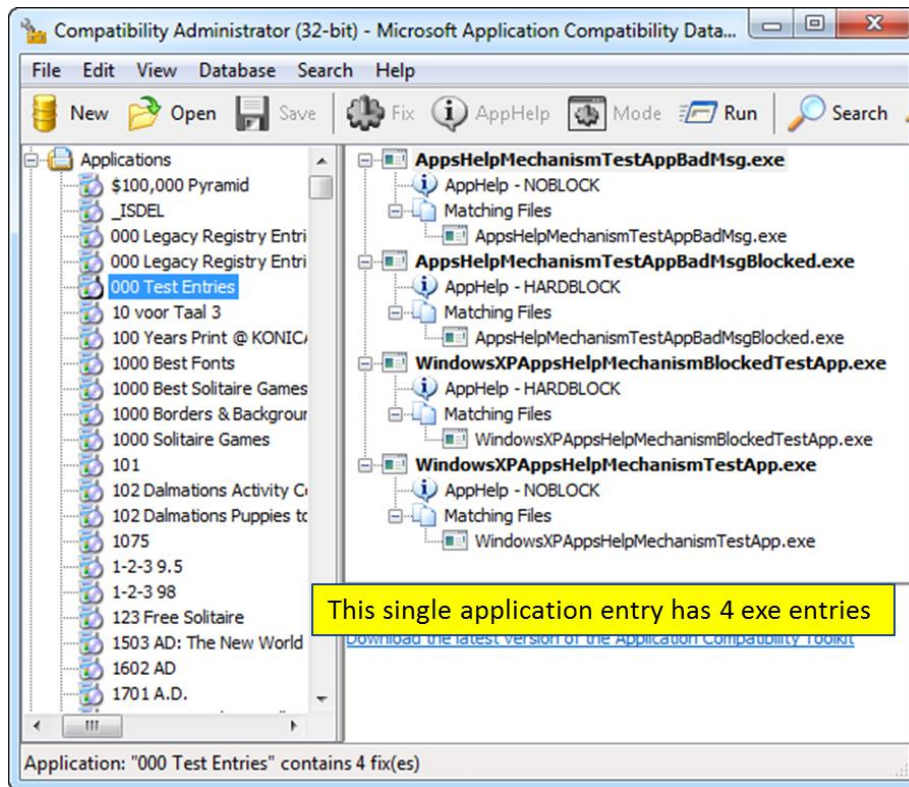 Compatibility Administrator (32-bit) - Microsoft Application Compatibility Data...
File Edit View Database Search Help
New Open Save Fix AppHelp Mode Run Search
Applications
$100,000 Pyramid
_ISDEL
000 Legacy Registry Entri
000 Legacy Registry Entri
000 Test Entries
10 voor Taal 3
100 Years Print @ KONICA
1000 Best Fonts
1000 Best Solitaire Games
1000 Borders & Backgrour
1000 Solitaire Games
101
102 Dalmations Activity C
102 Dalmations Puppies to
1075
1-2-3 9.5
1-2-3 98
123 Free Solitaire
1503 AD: The New World
1602 AD
1701 A.D.
AppsHelpMechanismTestAppBadMsg.exe
AppHelp - NOBLOCK
Matching Files
AppsHelpMechanismTestAppBadMsg.exe
AppsHelpMechanismTestAppBadMsgBlocked.exe
AppHelp - HARDBLOCK
Matching Files
AppsHelpMechanismTestAppBadMsgBlocked.exe
WindowsXPAppsHelpMechanismBlockedTestApp.exe
AppHelp - HARDBLOCK
Matching Files
WindowsXPAppsHelpMechanismBlockedTestApp.exe
WindowsXPAppsHelpMechanismTestApp.exe
AppHelp - NOBLOCK
Matching Files
WindowsXPAppsHelpMechanismTestApp.exe
This single application entry has 4 exe entries
Download the latest version of the Application Compatibility Toolkit
Application: "000 Test Entries" contains 4 fix(es)